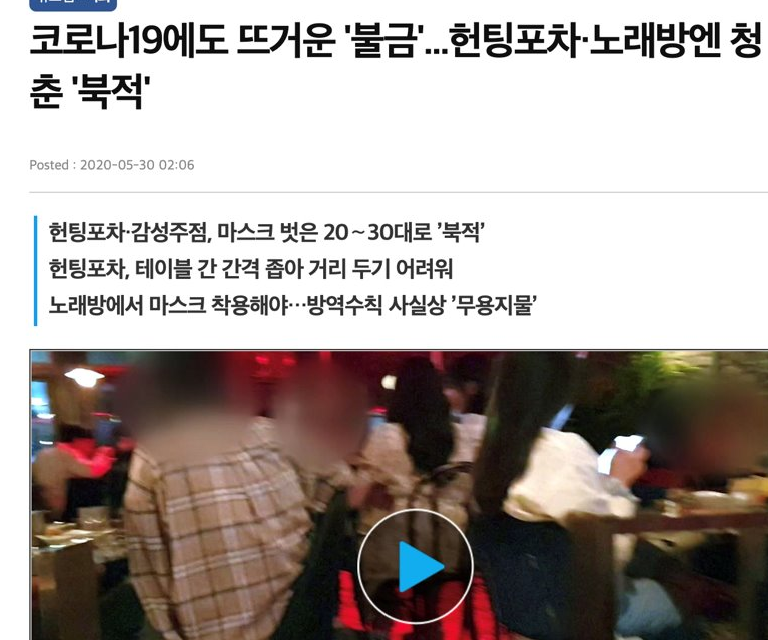 코로나19에도 뜨거운 '불금'...헌팅포차·노래방엔 청
춘 '북적'
Posted : 2020-05-30 02:06
헌팅포차·감성주점, 마스크 벗은 20∼30대로 '북적'
헌팅포차, 테이블 간 간격 좁아 거리 두기 어려워
노래방에서 마스크 착용해야…방역수칙 사실상 '무용지물'